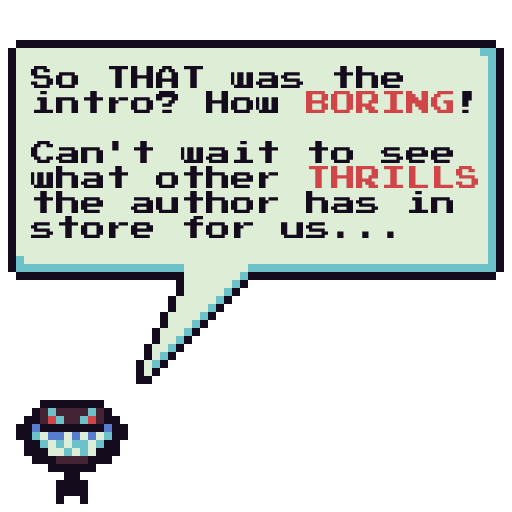 So THAT was the
intro? How BORING!
Can't wait to see
what other THRILLS
the author has in
store for us...